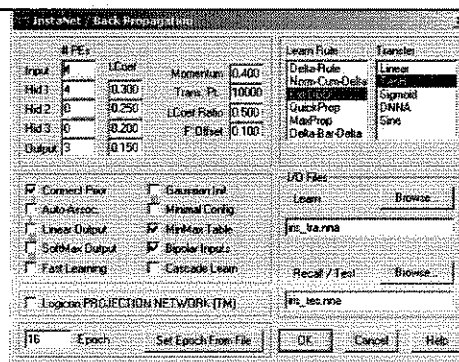 InstaNet / Back Propagation
# PEs
LCoef
Input
Hid 1 4 0.300
Hid 2 0 0.250
Hid 3 0 0.200
Output 3 0.150
Momentum 0.400
Trans. Pt. 10000
LCoef Ratio 0.500
F' Offset 0.100
Learn Rule
Delta-Rule
Norm-Cum-Delta
QuickProp
MaxProp
Delta-Bar-Delta
Transfer
Linear
Sigmoid
DNNA
Sine
Connect Prior
Auto-Assoc.
Linear Output
SoftMax Output
Fast Learning
Gaussian Init.
Minimal Config.
MinMax Table
Bipolar Inputs
Cascade Learn
Logicon PROJECTION NETWORK (TM)
16 Epoch Set Epoch From File
I/O Files
Learn Browse...
iris_tra.nna
Recall / Test Browse...
iris_tes.nna
OK Cancel Help